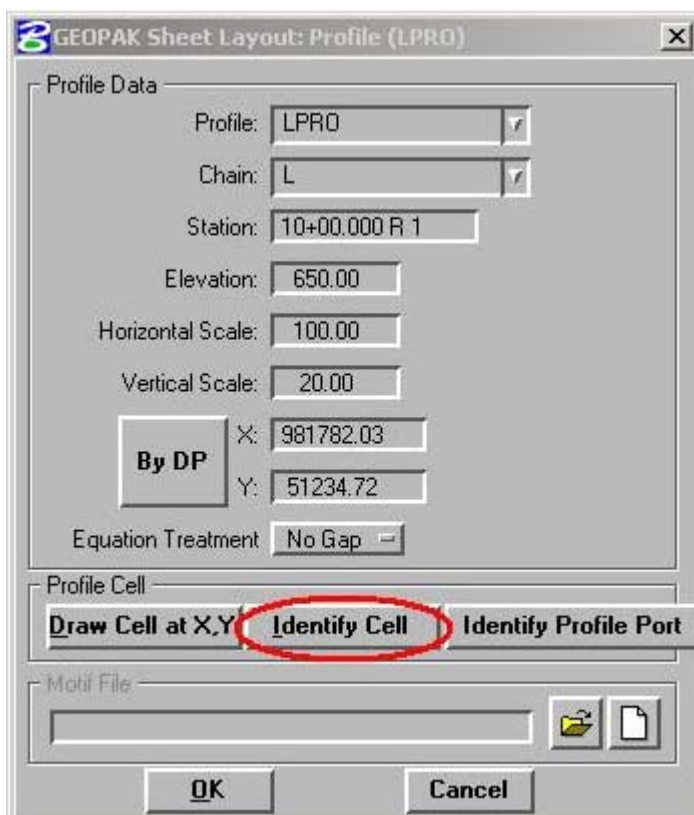 GEOPAK Sheet Layout: Profile (LPRO)
Profile Data
Profile: LPRO
Chain: L
Station: 10+00.000 R 1
Elevation: 650.00
Horizontal Scale: 100.00
Vertical Scale: 20.00
By DP
X: 981782.03
Y: 51234.72
Equation Treatment No Gap
Profile Cell
Draw Cell at X,Y Identify Cell Identify Profile Port
Motif File
OK Cancel